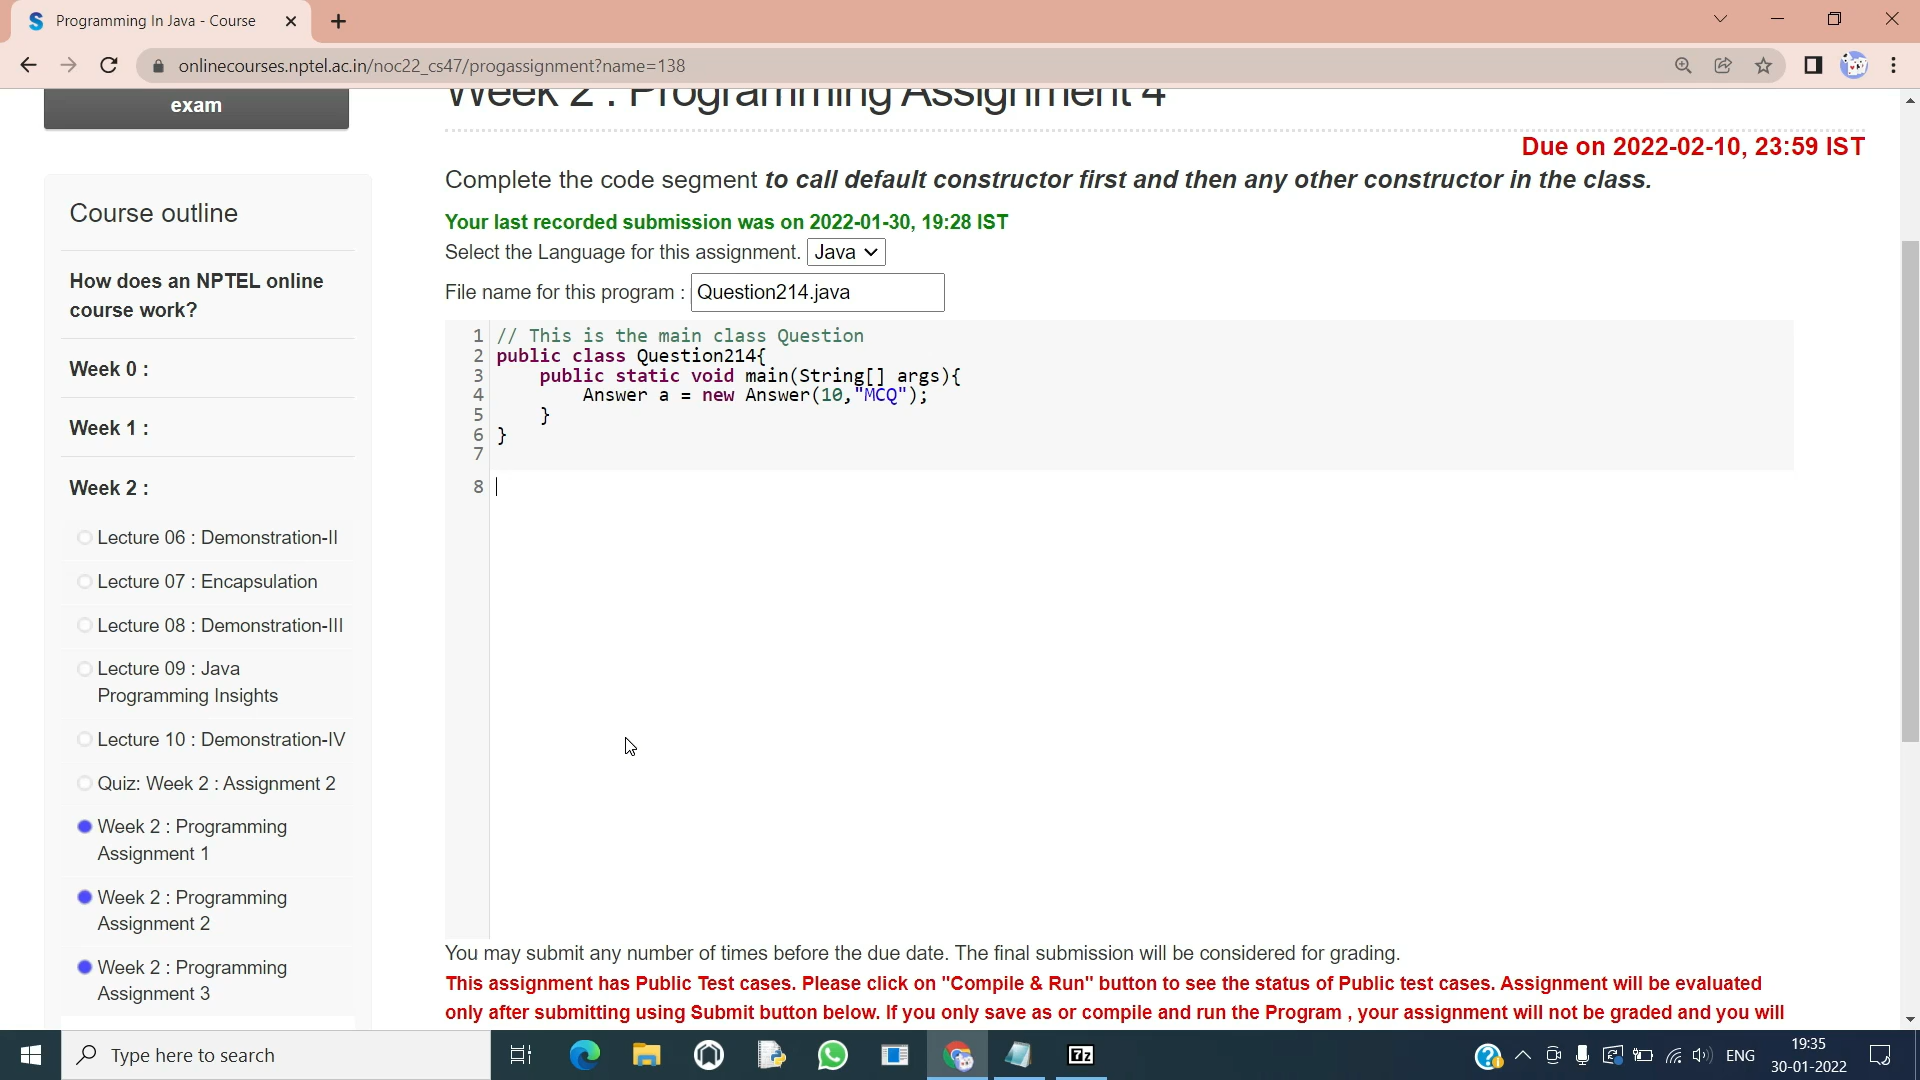 Programming In Java - Course
onlinecourses.nptel.ac.in/noc22_cs47/progassignment?name=138
exam
Course outline
How does an NPTEL online
course work?
Week 0 :
Week 1 :
Week 2 :
Lecture 06 : Demonstration-II
Lecture 07 : Encapsulation
Lecture 08 : Demonstration-III
Lecture 09 : Java
Programming Insights
Lecture 10 : Demonstration-IV
Quiz: Week 2 : Assignment 2
Week 2 : Programming
Assignment 1
Week 2 : Programming
Assignment 2
Week 2 : Programming
Assignment 3
Week 2 : Programming Assignment 4
Due on 2022-02-10, 23:59 IST
Complete the code segment to call default constructor first and then any other constructor in the class.
Your last recorded submission was on 2022-01-30, 19:28 IST
Select the Language for this assignment. Java
File name for this program : Question214.java
1 // This is the main class Question
2 public class Question214{
3 public static void main(String[] args){
4 Answer a = new Answer(10,"MCQ");
5 }
6 }
7
8
You may submit any number of times before the due date. The final submission will be considered for grading.
This assignment has Public Test cases. Please click on "Compile & Run" button to see the status of Public test cases. Assignment will be evaluated
only after submitting using Submit button below. If you only save as or compile and run the Program , your assignment will not be graded and you will
Type here to search
ENG
19:35
30-01-2022